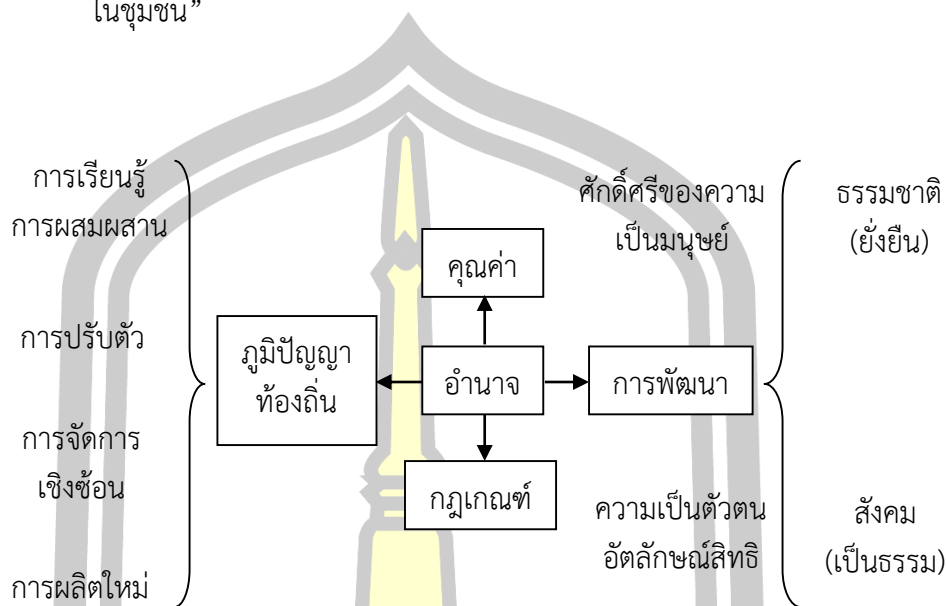 ในชุมชน”
การเรียนรู้
การผสมผสาน
การปรับตัว
การจัดการ
เชิงซ้อน
การผลิตใหม่
ภูมิปัญญา
ท้องถิ่น
คุณค่า
อำนาจ
กฎเกณฑ์
การพัฒนา
ศักดิ์ศรีของความ
เป็นมนุษย์
ความเป็นตัวตน
อัตลักษณ์สิทธิ
ธรรมชาติ
(ยั่งยืน)
สังคม
(เป็นธรรม)